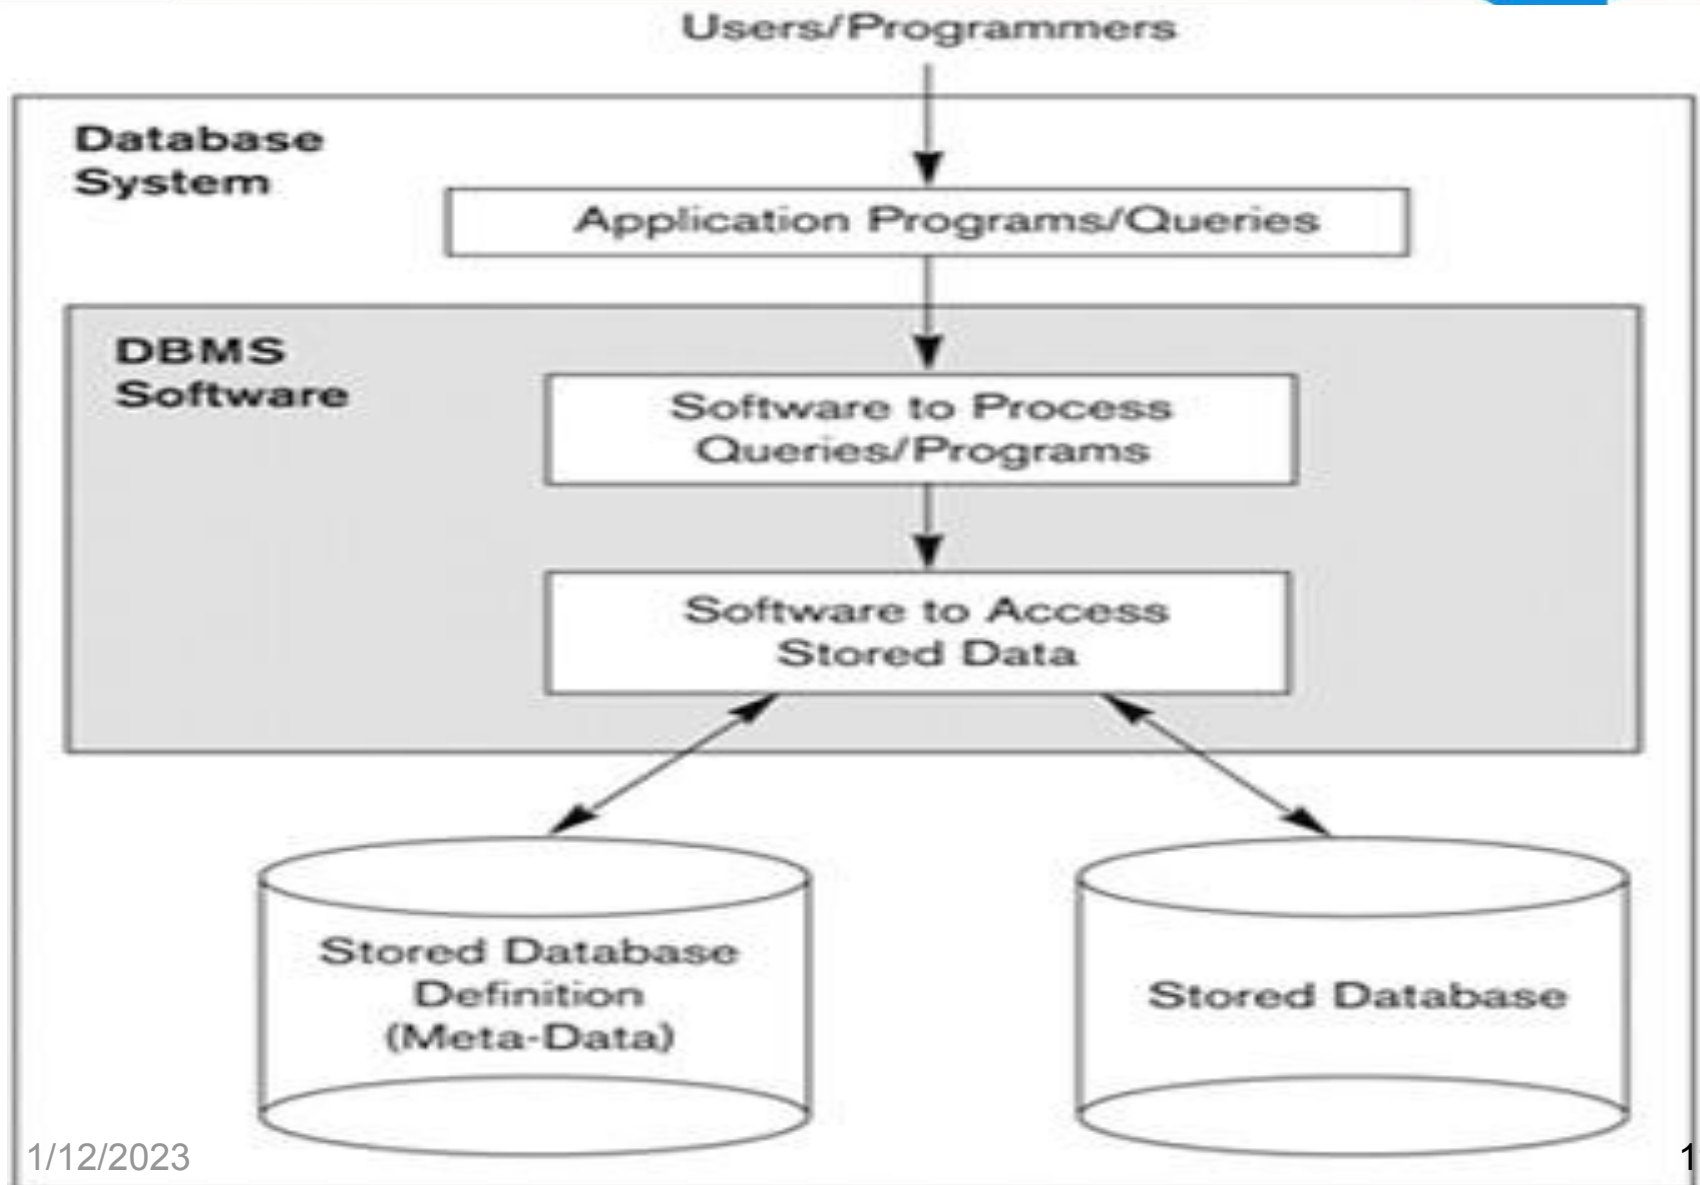 Users/Programmers
Database
System
Application Programs/Queries
DBMS
Software
Software to Process
Queries/Programs
Software to Access
Stored Data
Stored Database
Definition
(Meta-Data)
Stored Database
1/12/2023
1